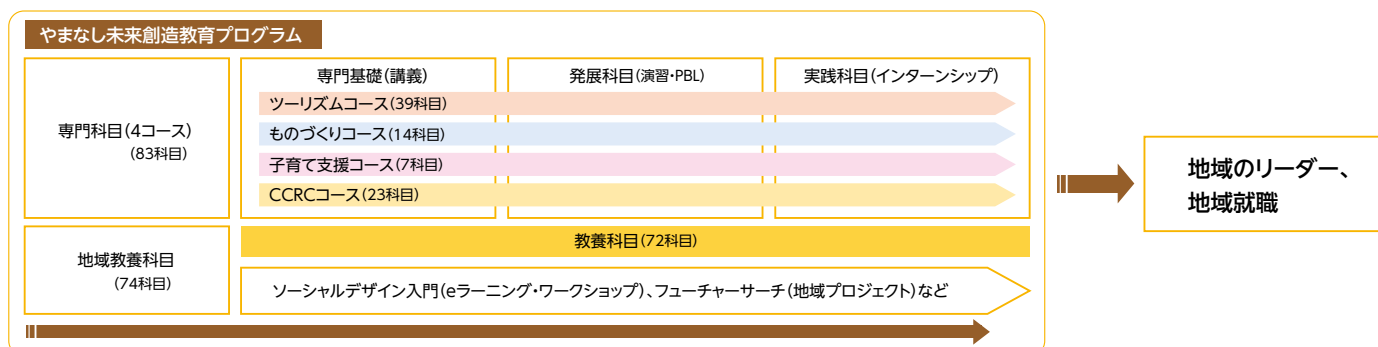 やまなし未来創造教育プログラム
専門科目(4コース)
(83科目)
専門基礎(講義)
発展科目(演習・PBL)
実践科目(インターンシップ)
ツーリズムコース(39科目)
ものづくりコース(14科目)
子育て支援コース(7科目)
CCRCコース(23科目)
地域教養科目
(74科目)
教養科目(72科目)
ソーシャルデザイン入門(eラーニング・ワークショップ)、フューチャーサーチ(地域プロジェクト)など
地域のリーダー、
地域就職